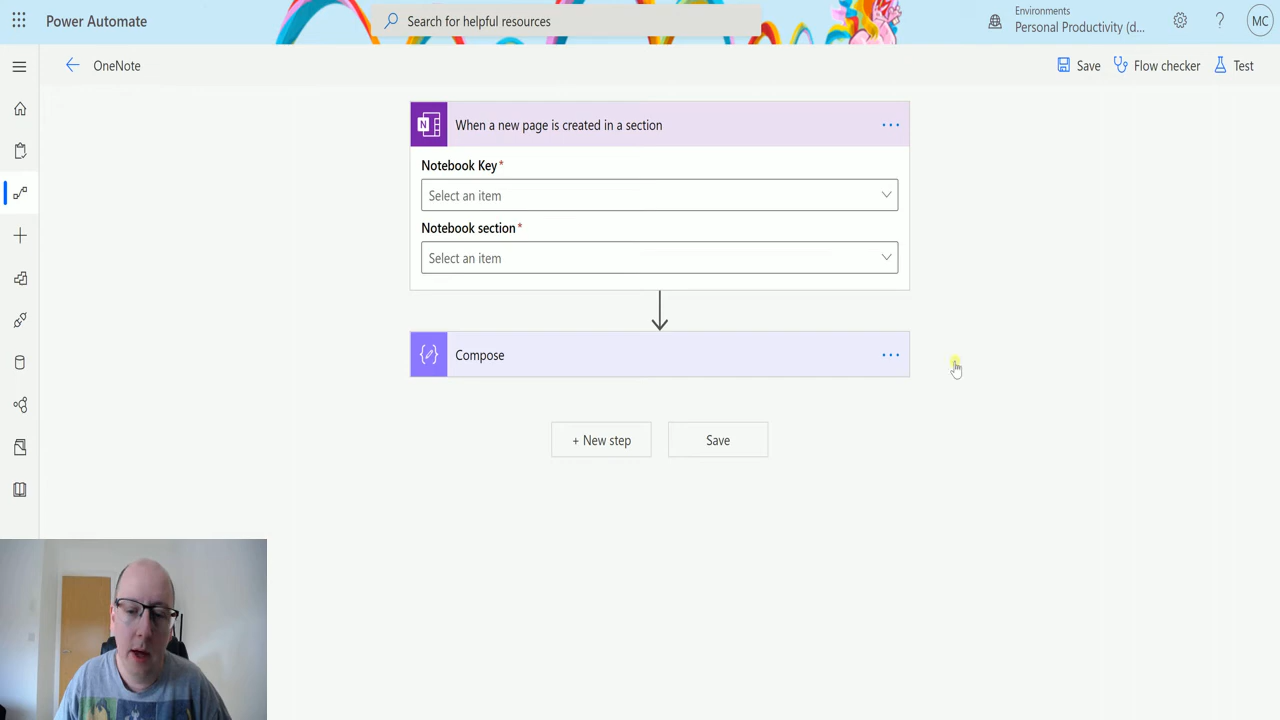 Power Automate
Search for helpful resources
Environments
Personal Productivity (d...
?
MC
OneNote
Save
Flow checker
Test
N
When a new page is created in a section
...
Notebook Key*
Select an item
Notebook section*
Select an item
Compose
...
+ New step
Save